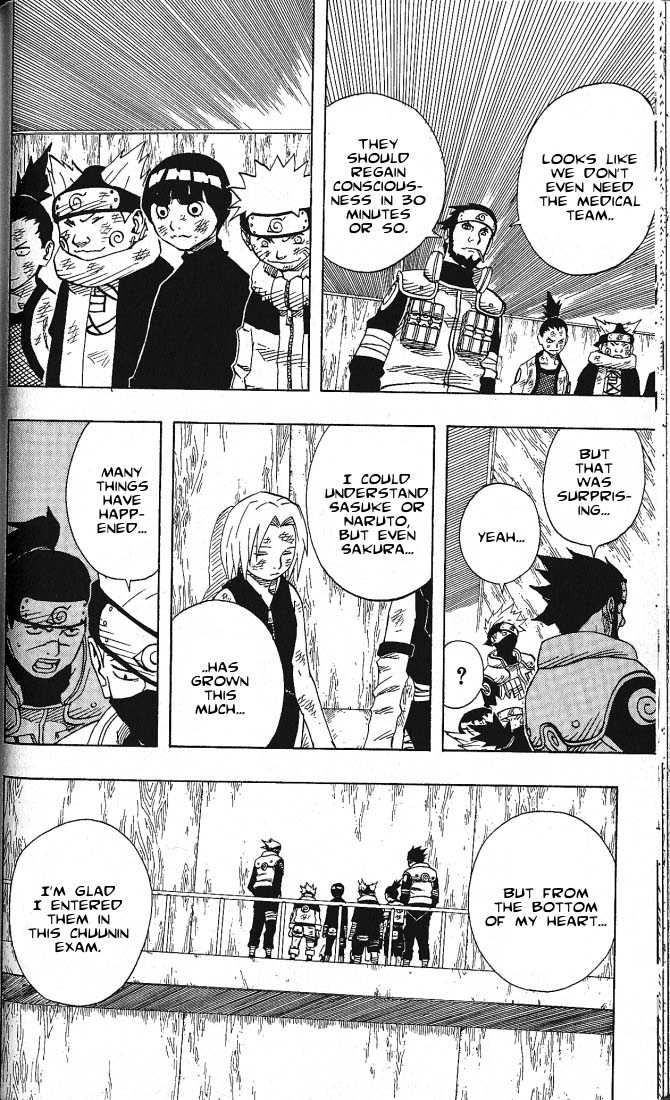 LOOKS LIKE
WE DON'T
EVEN NEED
THE MEDICAL
TEAM..
THEY
SHOULD
REGAIN
CONSCIOUS-
NESS IN 30
MINUTES
OR SO.
BUT
THAT
WAS
SURPRIS-
ING...
YEAH...
?
I COULD
UNDERSTAND
SASUKE OR
NARUTO,
BUT EVEN
SAKURA...
..HAS
GROWN
THIS
MUCH...
MANY
THINGS
HAVE
HAPP-
ENED...
BUT FROM
THE BOTTOM
OF MY HEART...
I'M GLAD
I ENTERED
THEM IN
THIS CHUUNIN
EXAM.